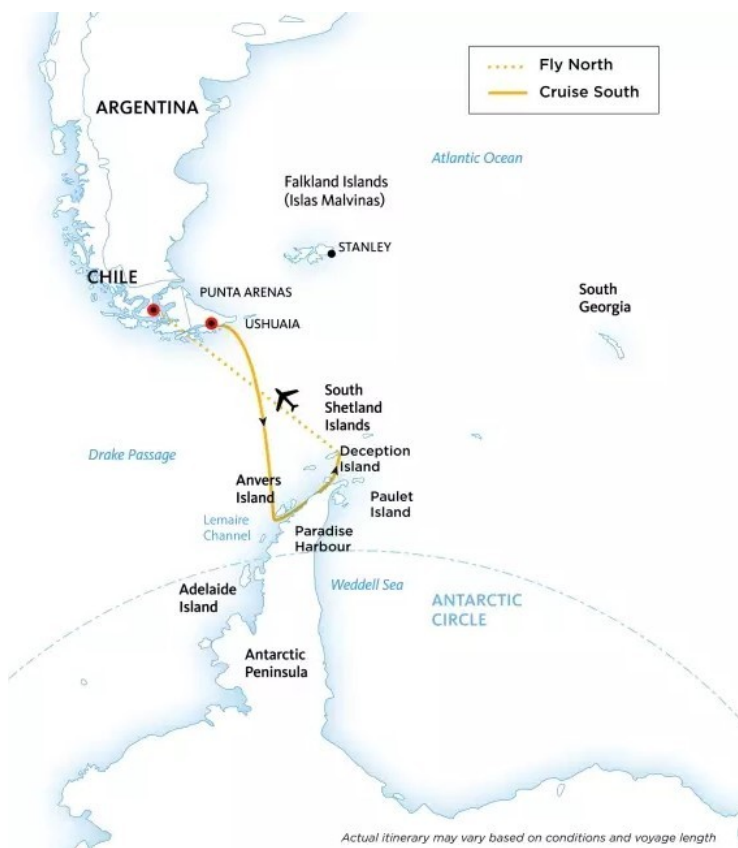 Fly North
Cruise South
ARGENTINA
Atlantic Ocean
Falkland Islands
(Islas Malvinas)
STANLEY
CHILE
PUNTA ARENAS
South
Georgia
USHUAIA
South
Shetland
Islands
Drake Passage
Deception
Island
Anvers
Island
Paulet
Island
Lemaire
Channel
Paradise
Harbour
Weddell Sea
Adelaide
Island
ANTARCTIC
CIRCLE
Antarctic
Peninsula
Actual itinerary may vary based on conditions and voyage length